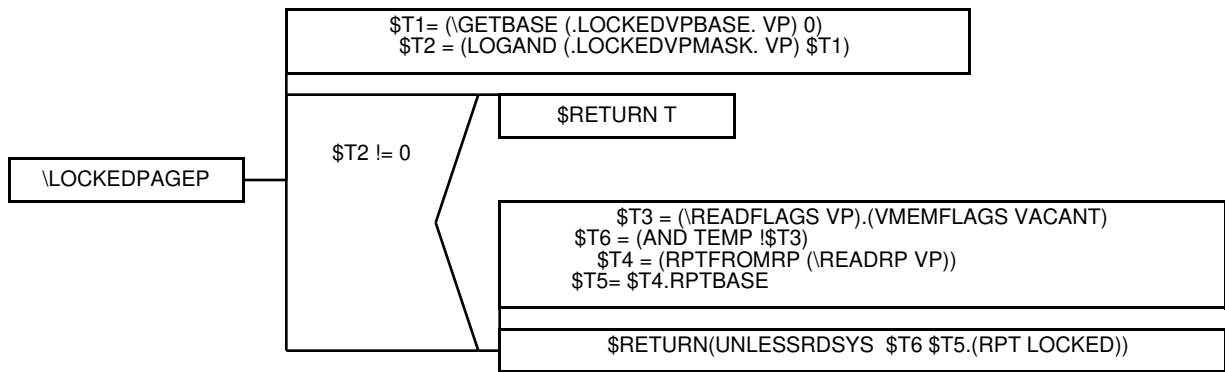 $T1= (\GETBASE (.LOCKEDVPBASE. VP) 0)
$T2 = (LOGAND (.LOCKEDVPMASK. VP) $T1)
$RETURN T
$T2 != 0
\LOCKEDPAGEP
$T3 = (\READFLAGS VP).(VMEMFLAGS VACANT)
$T6 = (AND TEMP !$T3)
$T4 = (RPTFROMRP (\READRP VP))
$T5= $T4.RPTBASE
$RETURN(UNLESSRDSYS $T6 $T5.(RPT LOCKED))